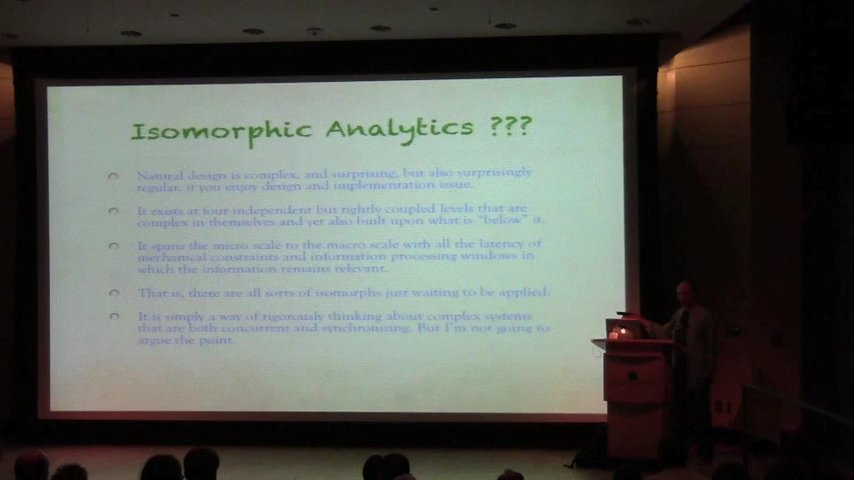 Isomorphic Analytics ???
Natural design is complex, and surprising, but also surprisingly
regular, if you enjoy design and implementation issue.
It exists at four independent but rightly coupled levels that are
complex in themselves and yet also built upon what is "below" it.
It spans the micro scale to the macro scale with all the latency of
mechanical constraints and information processing windows in
which the information remains relevant.
That is, there are all sorts of isomorphs just waiting to be applied.
It is simply a way of rigorously thinking about complex systems
that are both concurrent and synchronizing. But I'm not going to
argue the point.